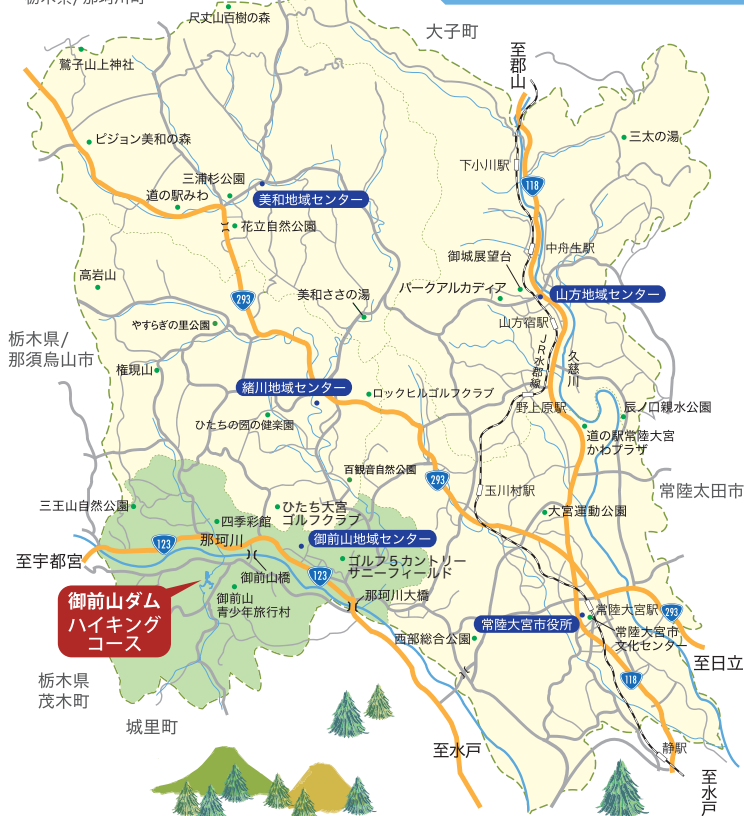 栃木県/那珂川町
尺丈山百樹の森
大子町
至郡山
鷲子山上神社
ピジョン美和の森
三太の湯
下小川駅
三浦杉公園
118
道の駅みわ
美和地域センター
花立自然公園
中舟生駅
御城展望台
高岩山
パークアルカディア
山方地域センター
293
美和ささの湯
やすらぎの里公園
山方宿駅
栃木県/
那須烏山市
JR水郡線
久慈川
権現山
緒川地域センター
ロックヒルゴルフクラブ
野上原駅
辰ノ口親水公園
ひたちの國の健楽園
道の駅常陸大宮
かわプラザ
百観音自然公園
293
常陸太田市
玉川村駅
三王山自然公園
ひたち大宮
ゴルフクラブ
大宮運動公園
四季彩館
那珂川
御前山地域センター
123
至宇都宮
御前山橋
ゴルフ5カントリー
サニーフィールド
123
御前山ダム
ハイキング
コース
御前山
青少年旅行村
那珂川大橋
常陸大宮駅
293
常陸大宮市役所
西部総合公園
常陸大宮市
文化センター
至日立
栃木県
茂木町
118
城里町
至水戸
静駅
至水戸